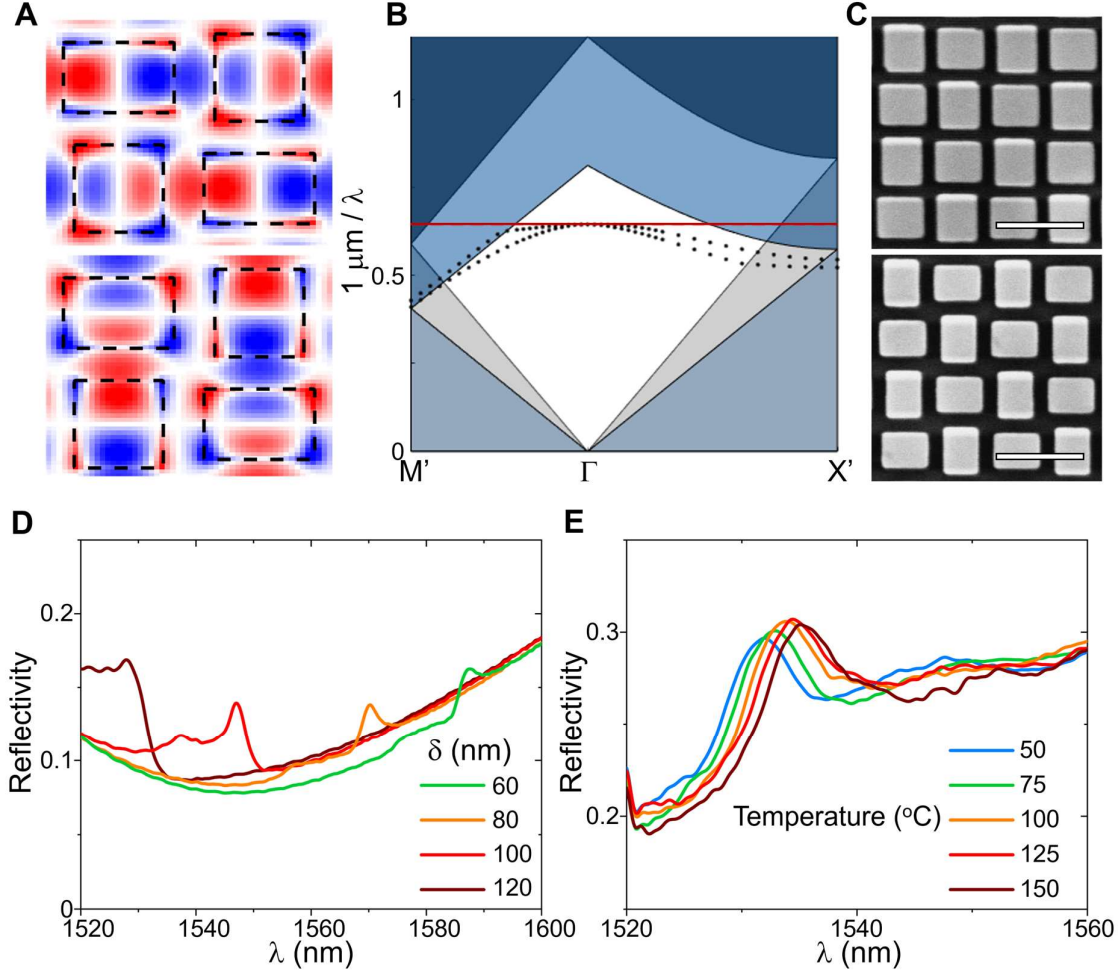 A
B
C
1 μm / λ
1
0.5
0
M'
Γ
X'
D
Reflectivity
0.2
0.1
0
δ (nm)
60
80
100
120
1520
1540
1560
1580
1600
λ (nm)
E
Reflectivity
0.3
0.2
Temperature (°C)
50
75
100
125
150
1520
1540
1560
λ (nm)